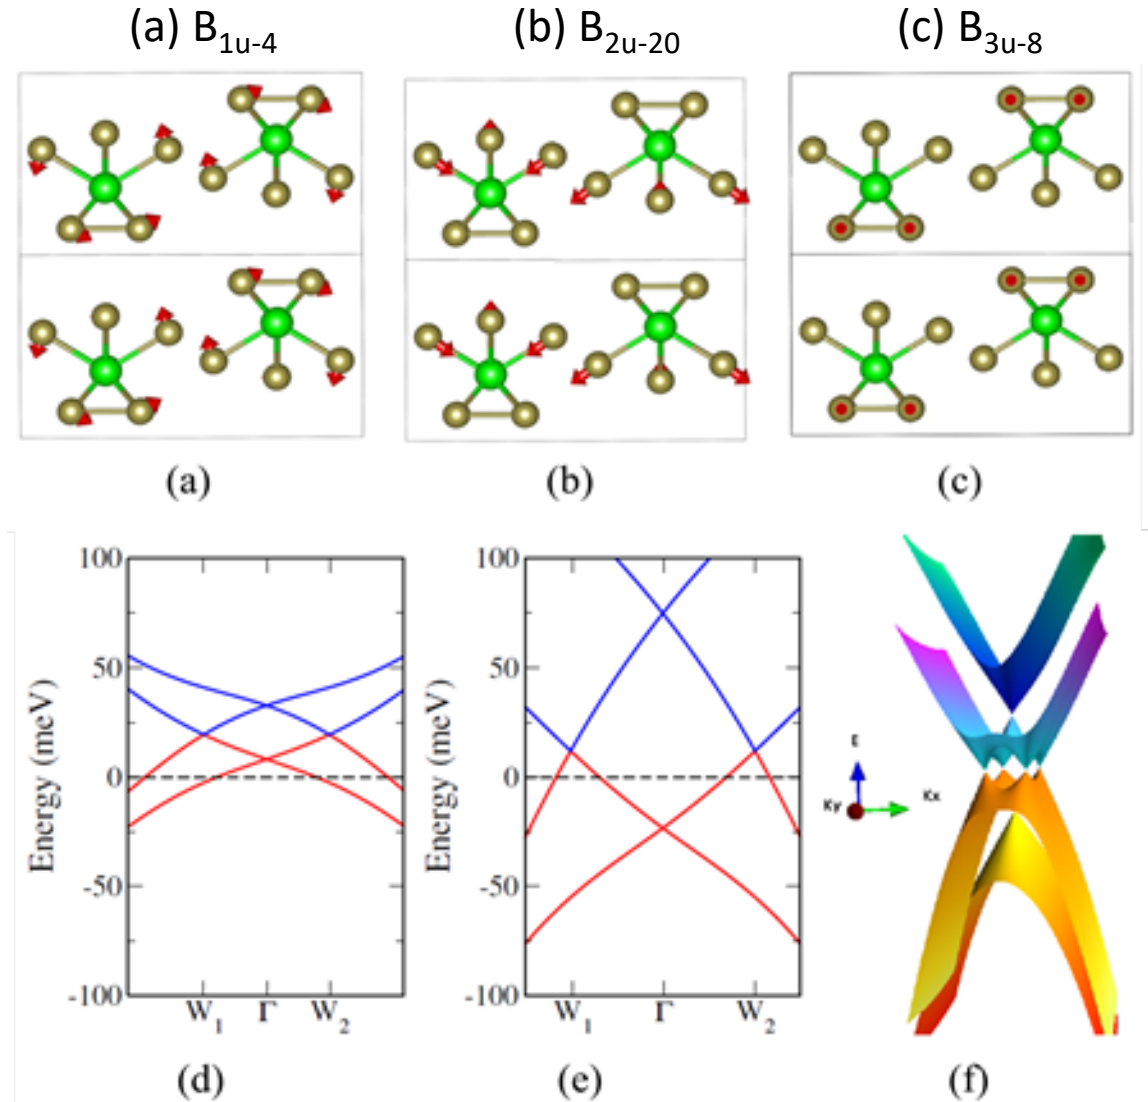 (a) B1u-4
(b) B2u-20
(c) B3u-8
(a)
(b)
(c)
Energy (meV)
100
50
0
-50
-100
W1
Γ
W2
(d)
Energy (meV)
100
50
0
-50
-100
W1
Γ
W2
(e)
E
Ky
Kx
(f)